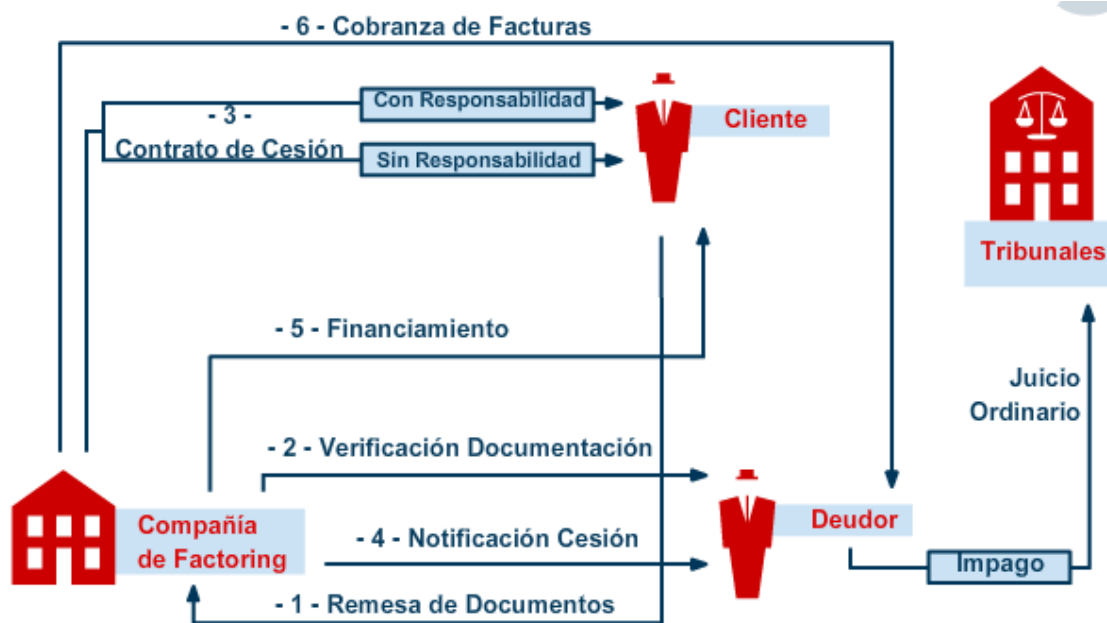 - 6 - Cobranza de Facturas
Con Responsabilidad
- 3 -
Cliente
Contrato de Cesión
Sin Responsabilidad
Tribunales
- 5 - Financiamiento
Juicio
Ordinario
- 2 - Verificación Documentación
Compañía
de Factoring
Deudor
- 4 - Notificación Cesión
Impago
- 1 - Remesa de Documentos